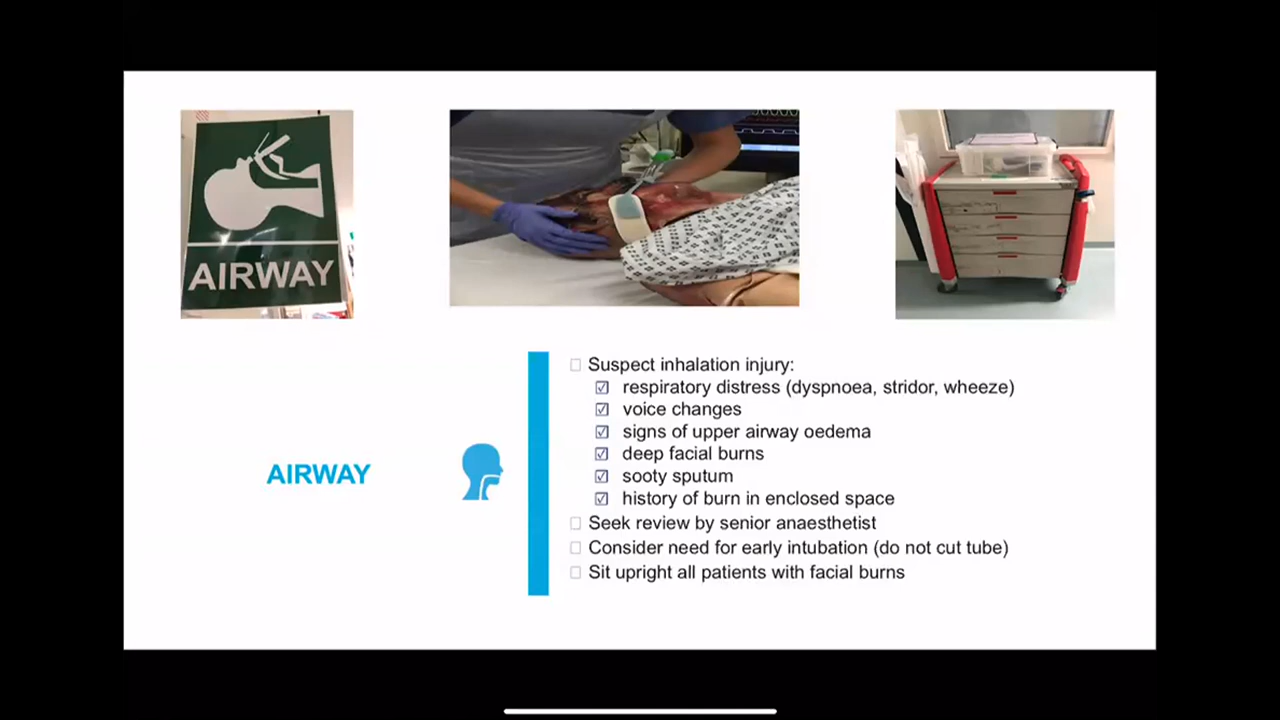 AIRWAY
Suspect inhalation injury:
respiratory distress (dyspnoea, stridor, wheeze)
voice changes
signs of upper airway oedema
deep facial burns
sooty sputum
history of burn in enclosed space
AIRWAY
Seek review by senior anaesthetist
Consider need for early intubation (do not cut tube)
Sit upright all patients with facial burns